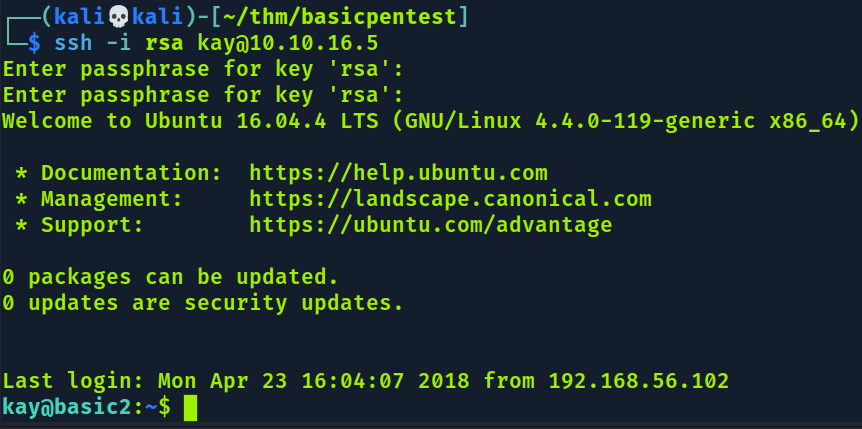 ┌──(kali💀kali)-[~/thm/basicpentest]
└─$ ssh -i rsa kay@10.10.16.5
Enter passphrase for key 'rsa':
Enter passphrase for key 'rsa':
Welcome to Ubuntu 16.04.4 LTS (GNU/Linux 4.4.0-119-generic x86_64)
* Documentation:  https://help.ubuntu.com
* Management:     https://landscape.canonical.com
* Support:        https://ubuntu.com/advantage
0 packages can be updated.
0 updates are security updates.
Last login: Mon Apr 23 16:04:07 2018 from 192.168.56.102
kay@basic2:~$